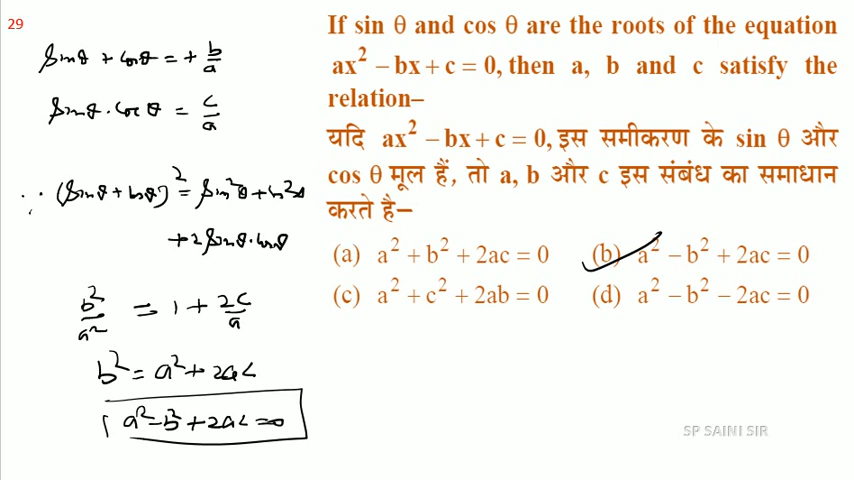 29
If sin θ and cos θ are the roots of the equation
ax² − bx + c = 0, then a, b and c satisfy the
relation–
यदि ax² − bx + c = 0, इस समीकरण के sin θ और
cos θ मूल हैं, तो a, b और c इस संबंध का समाधान
करते है–
(a) a² + b² + 2ac = 0 (b) a² − b² + 2ac = 0
(c) a² + c² + 2ab = 0 (d) a² − b² − 2ac = 0
sinθ + cosθ = + b/a
sinθ · cos θ = c/a
∴ (sinθ + cosθ)² = sin²θ + cos²θ
+ 2 sinθ · cosθ
b²/a² = 1 + 2c/a
b² = a² + 2ac
a² − b² + 2ac = 0
SP SAINI SIR